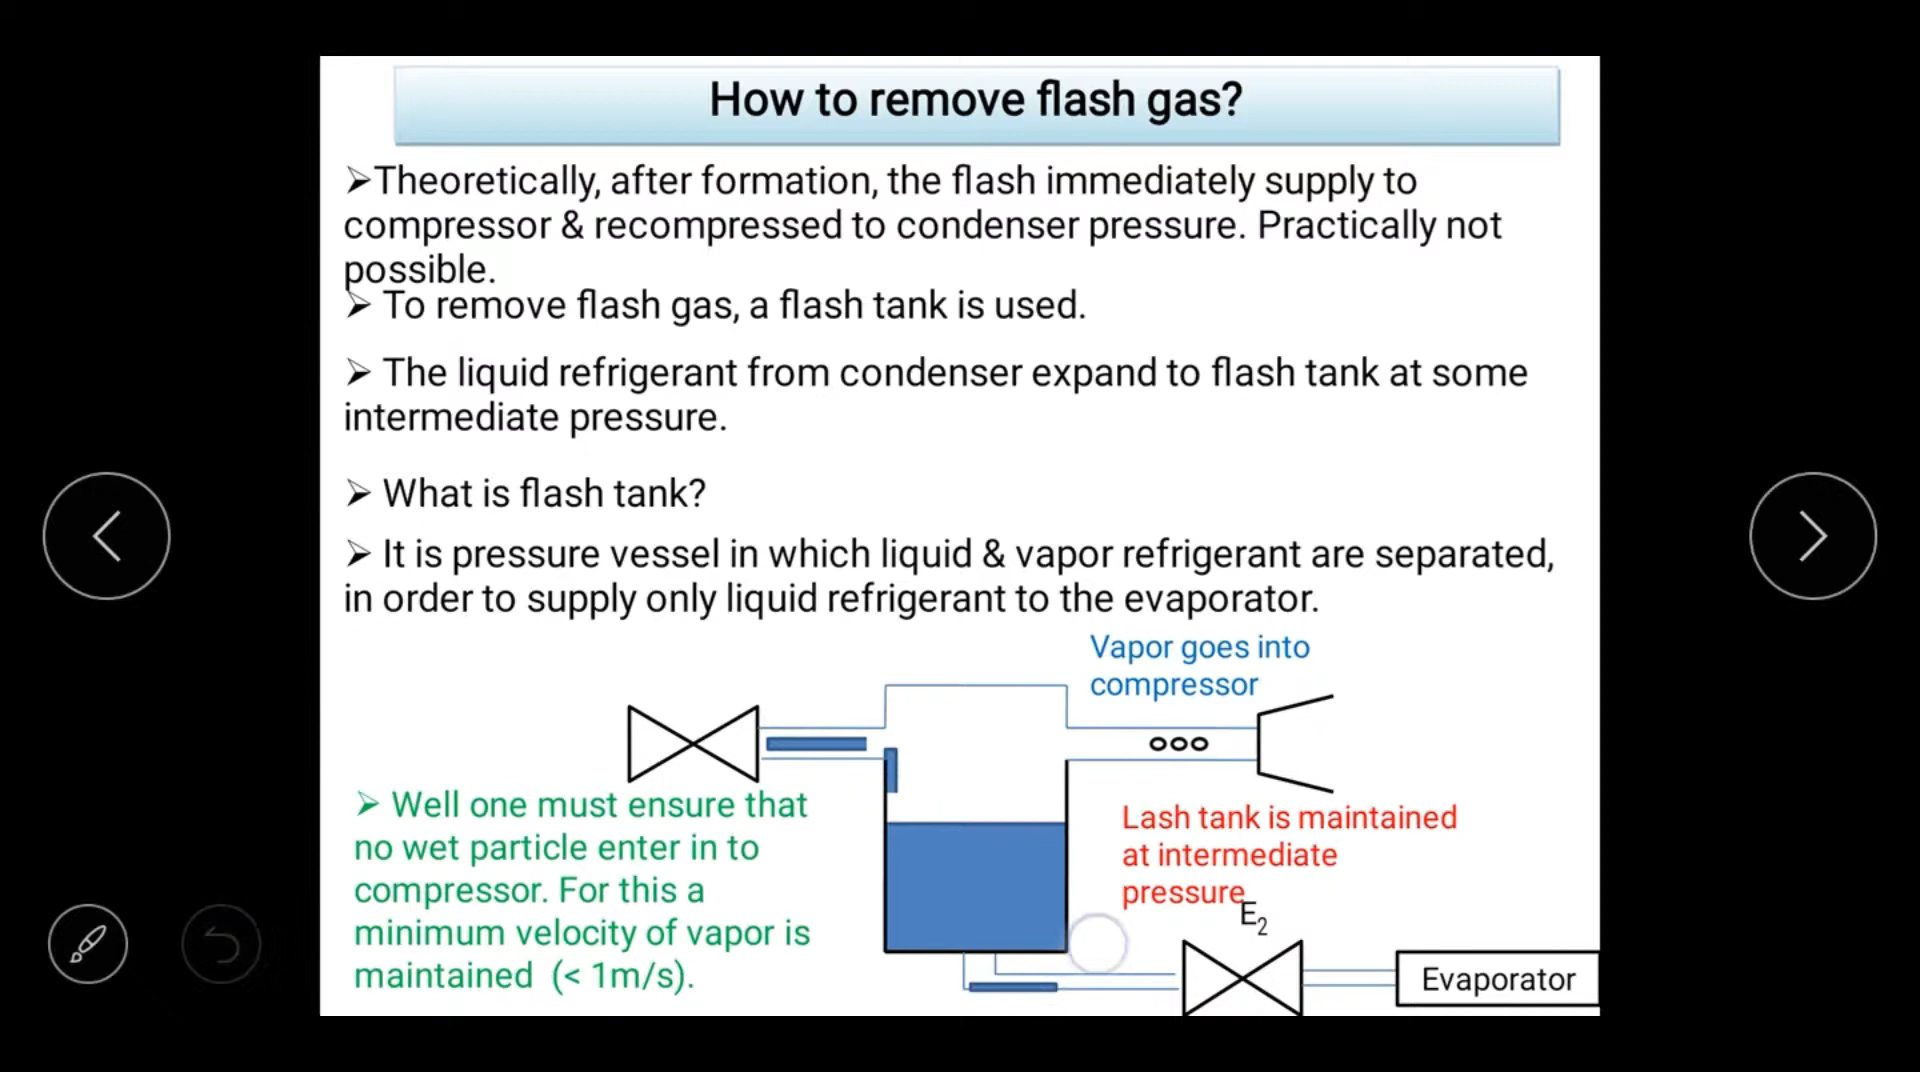 How to remove flash gas?
➢Theoretically, after formation, the flash immediately supply to
compressor & recompressed to condenser pressure. Practically not
possible.
➢ To remove flash gas, a flash tank is used.
➢ The liquid refrigerant from condenser expand to flash tank at some
intermediate pressure.
➢ What is flash tank?
➢ It is pressure vessel in which liquid & vapor refrigerant are separated,
in order to supply only liquid refrigerant to the evaporator.
Vapor goes into
compressor
➢ Well one must ensure that
no wet particle enter in to
compressor. For this a
minimum velocity of vapor is
maintained (< 1m/s).
Lash tank is maintained
at intermediate
pressure
E2
Evaporator